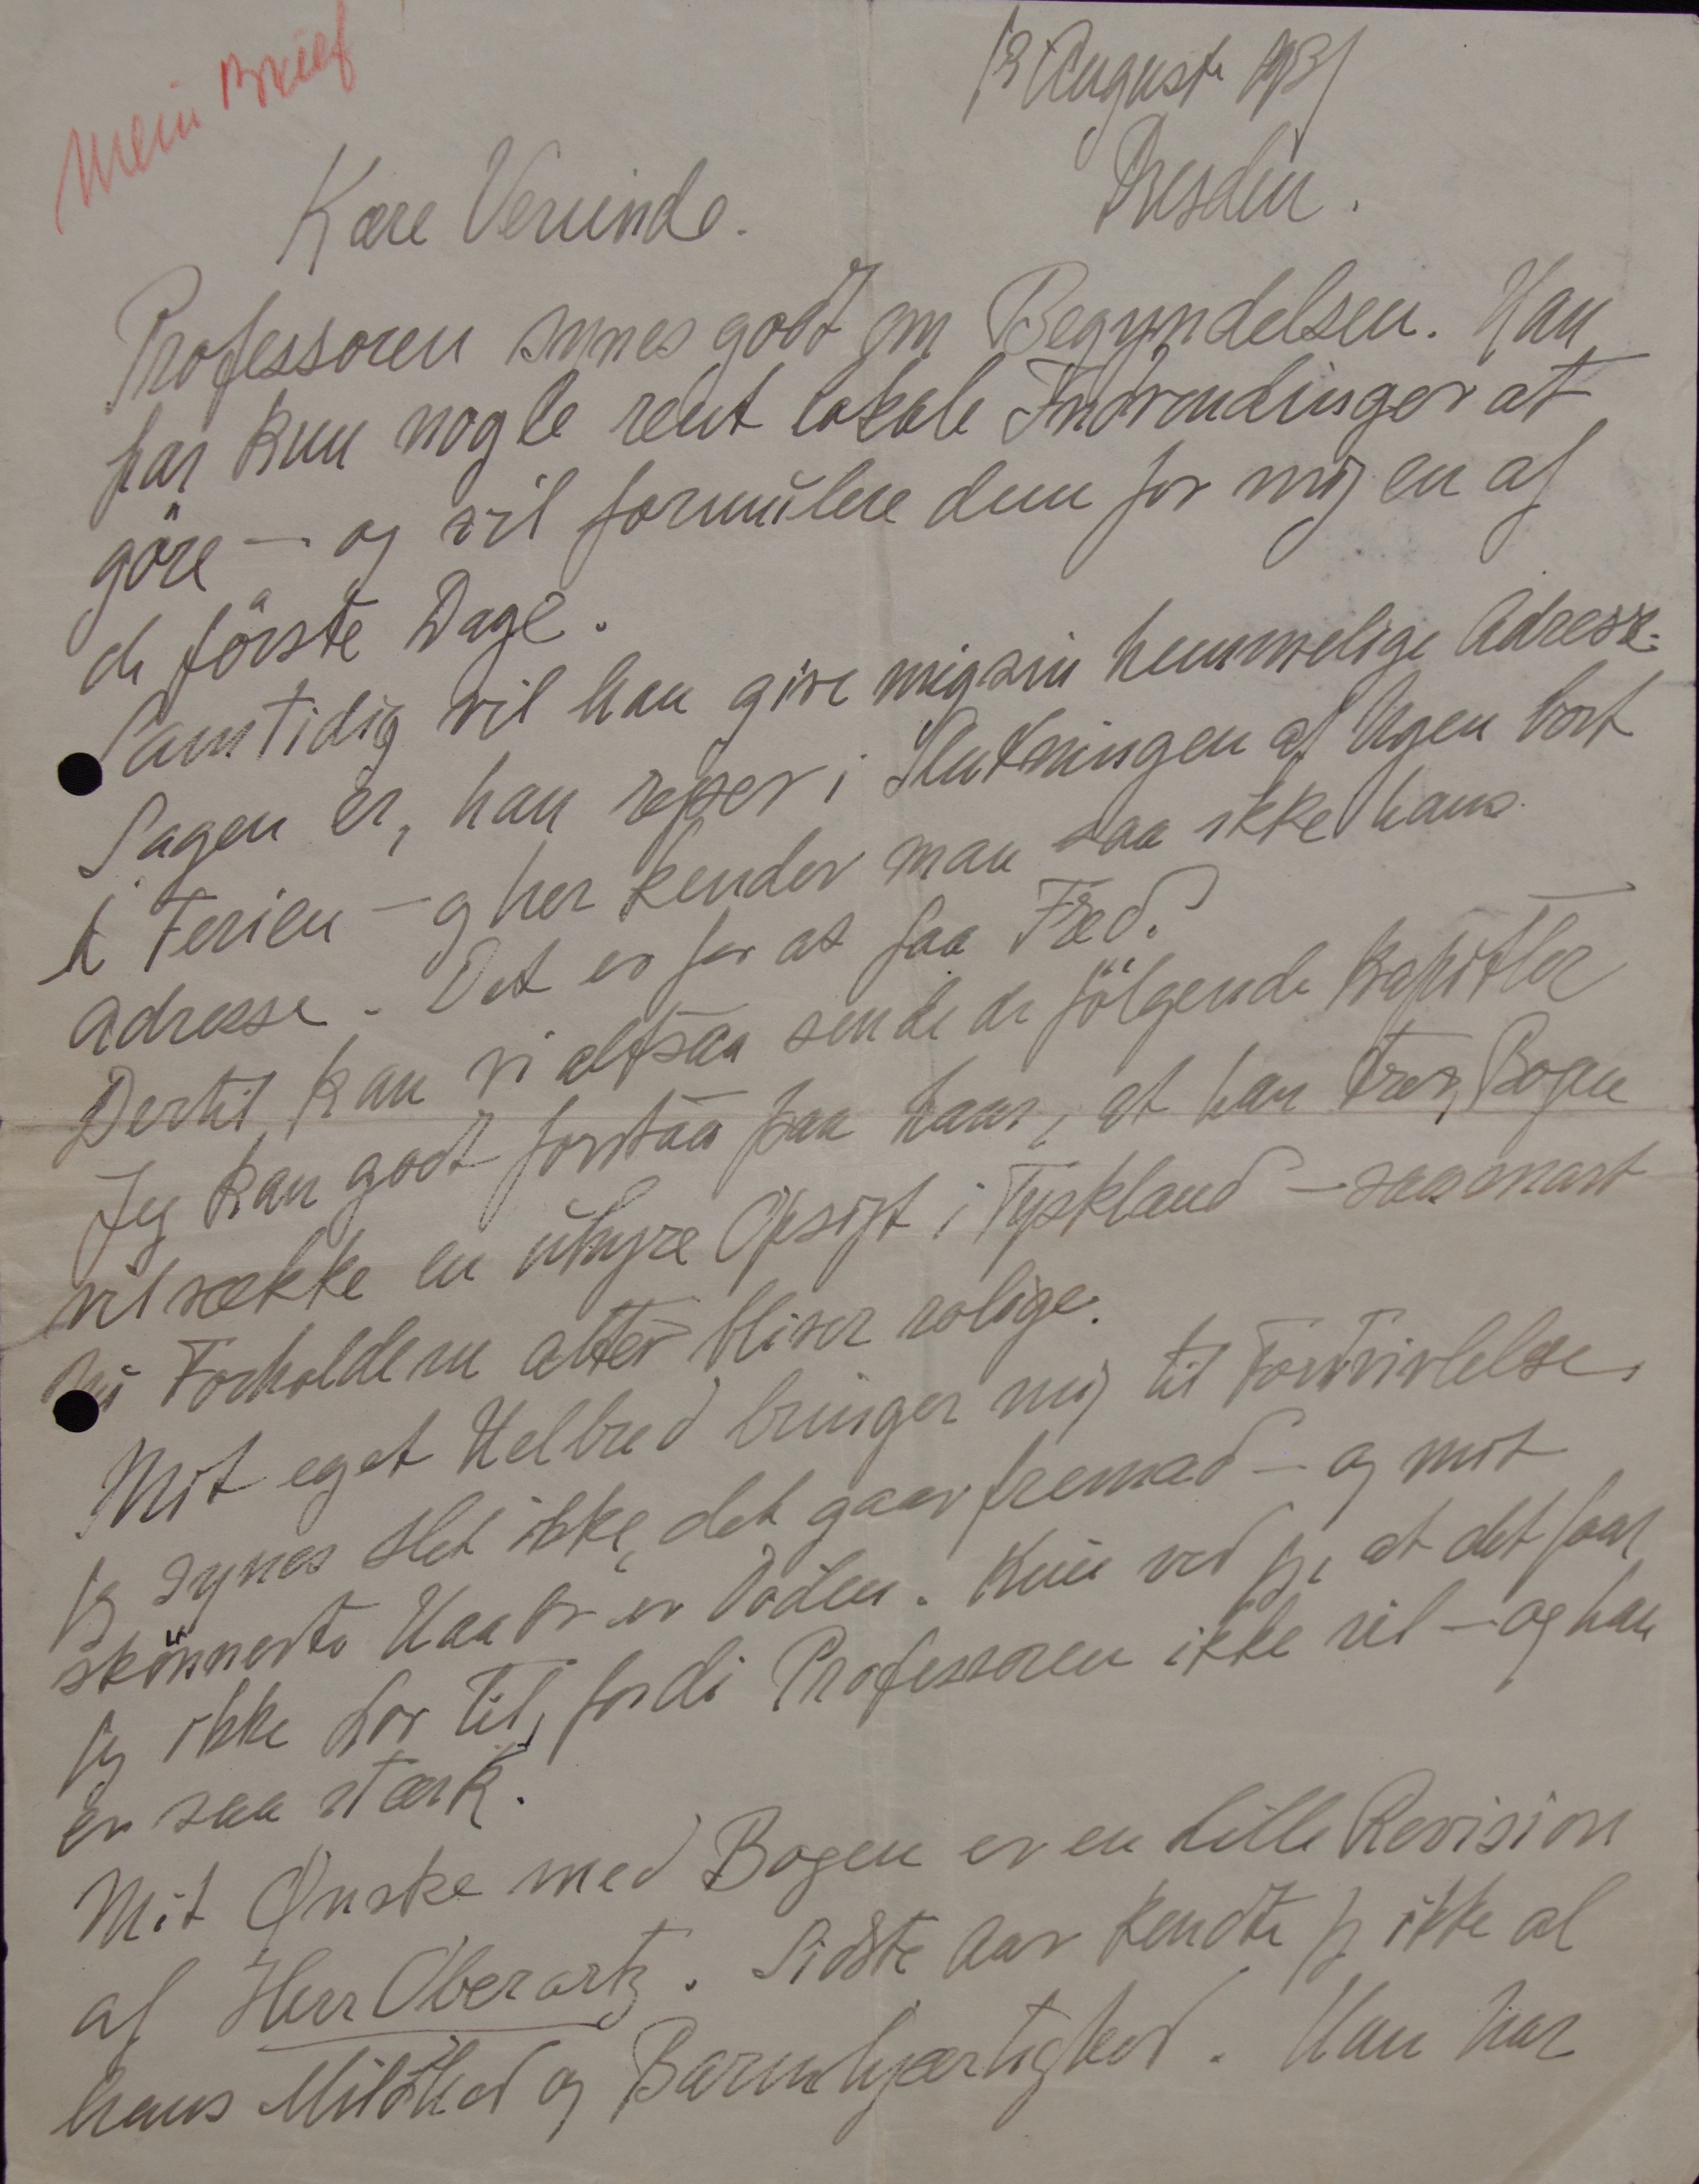 Mein Brief
13 August 1931
Dresden.
Kære Veninde.
Professoren synes godt om Begyndelsen. Han
har kun nogle rent lokale Indvendinger at
göre — og vil formulere dem for mig en af
de förste Dage.
Samtidig vil han give mig sin hemmelige Adresse.
Sagen er, han rejser i Slutningen af Ugen bort
i Ferien — og her kender man saa ikke hans
Adresse. Det er for at faa Fred.
Dertil kan vi altsaa sende de fölgende Kapitler
Jeg kan godt forstaa paa ham, at han tror, Bogen
vil vække en uhyre Opsigt i Tyskland — saasnart
Forholdene atter bliver rolige.
Mit eget Helbred bringer mig til Fortvivlelse,
jeg synes slet ikke, det gaar fremad — og mit
skönneste Haab er Döden. Kun ved jeg, at det faar
jeg ikke Lov til, fordi Professoren ikke vil — og han
er saa stærk.
Mit Ønske med Bogen er en lille Revision
af Herr Oberartz. Sidste Aar kendte jeg ikke al
hans Mildhed og Barmhjærtighed. Han har